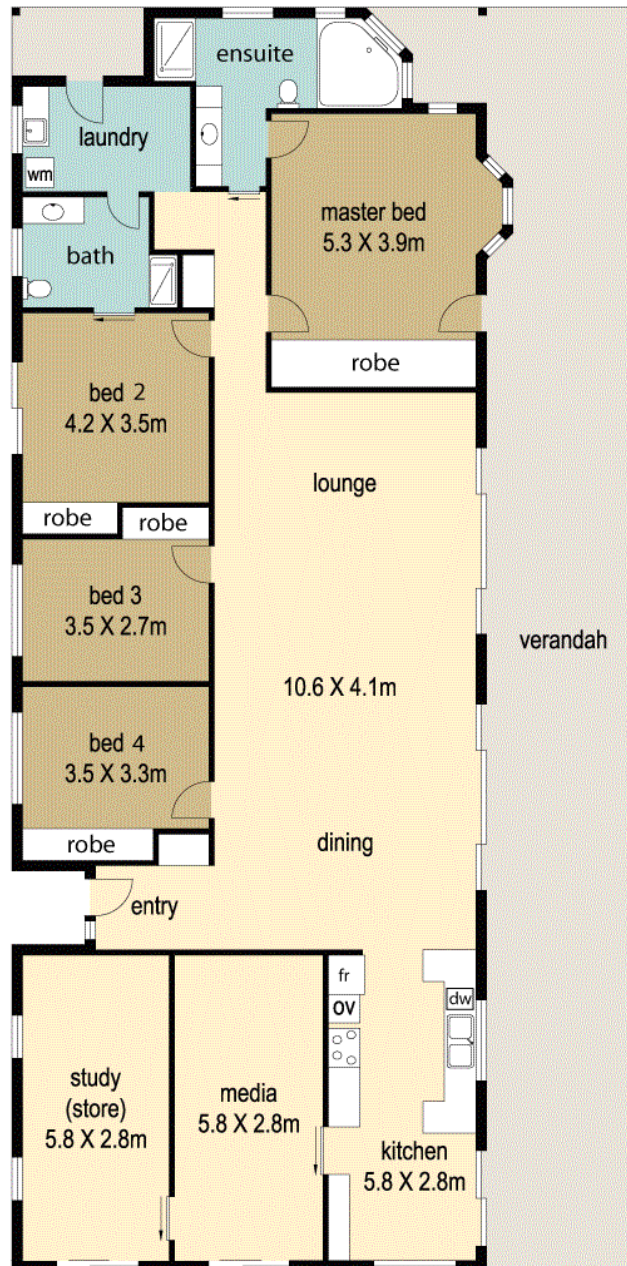 ensuite
laundry
wm
master bed
5.3 X 3.9m
bath
robe
bed 2
4.2 X 3.5m
lounge
robe
robe
bed 3
3.5 X 2.7m
verandah
10.6 X 4.1m
bed 4
3.5 X 3.3m
robe
dining
entry
fr
ov
dw
study
(store)
5.8 X 2.8m
media
5.8 X 2.8m
kitchen
5.8 X 2.8m